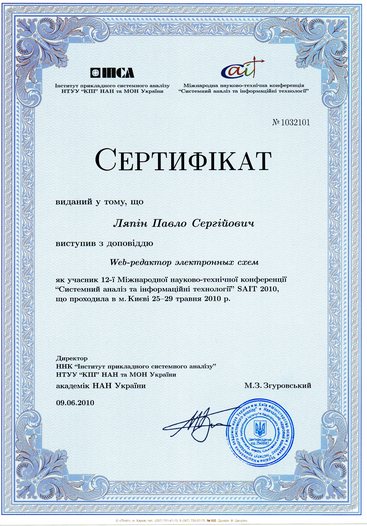 ІПСА
саіт
Інститут прикладного системного аналізу
НТУУ "КПІ" НАН та МОН України
Міжнародна науково-технічна конференція
"Системний аналіз та інформаційні технології"
№ 1032101
СЕРТИФІКАТ
виданий у тому, що
Ляпін Павло Сергійович
виступив з доповіддю
Web-редактор электронных схем
як учасник 12-ї Міжнародної науково-технічної конференції
"Системний аналіз та інформаційні технології" SAIT 2010,
що проходила в м. Києві 25–29 травня 2010 р.
Директор
ННК "Інститут прикладного системного аналізу"
НТУУ "КПІ" НАН та МОН України
академік НАН України
М.З. Згуровський
09.06.2010